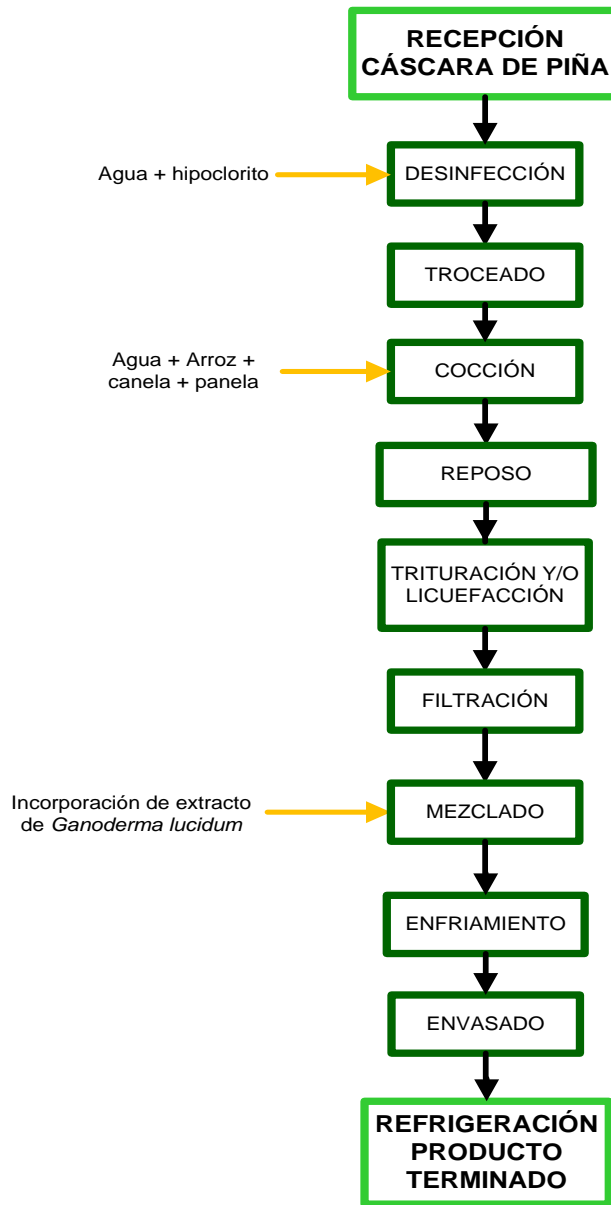 RECEPCIÓN
CÁSCARA DE PIÑA
Agua + hipoclorito
DESINFECCIÓN
TROCEADO
Agua + Arroz +
canela + panela
COCCIÓN
REPOSO
TRITURACIÓN Y/O
LICUEFACCIÓN
FILTRACIÓN
Incorporación de extracto
de Ganoderma lucidum
MEZCLADO
ENFRIAMIENTO
ENVASADO
REFRIGERACIÓN
PRODUCTO
TERMINADO